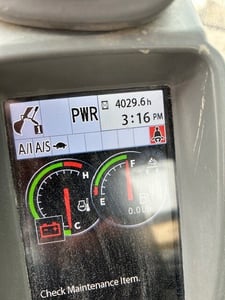 PWR
4029.6h
3:16 PM
A/I A/S
H
F
E
C
Check Maintenance Item.